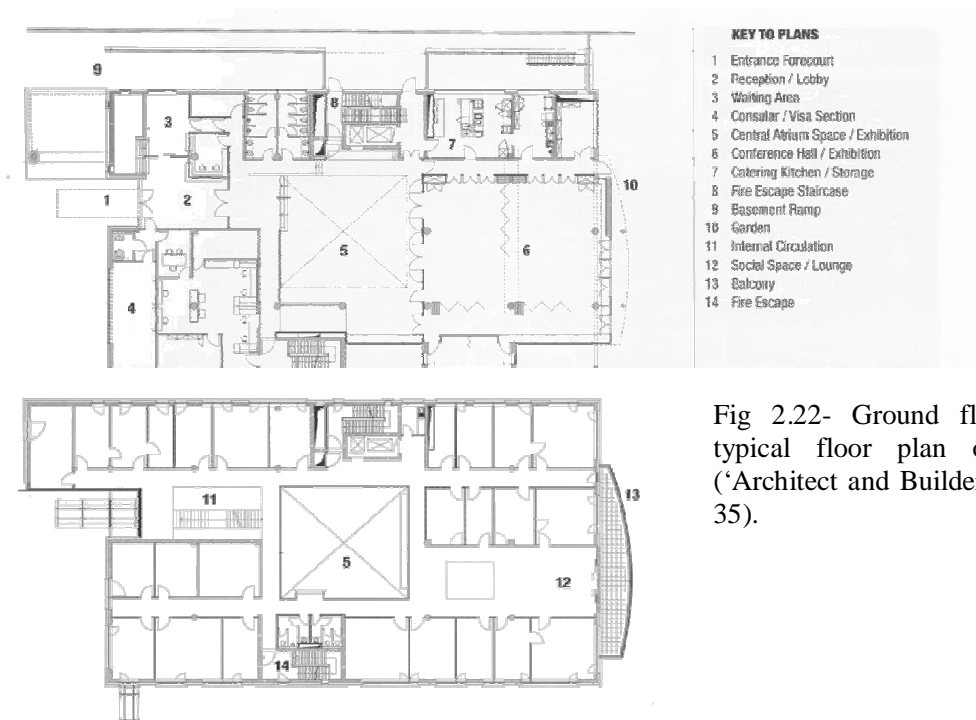 9
8
3
7
10
1
2
5
6
4
KEY TO PLANS
1 Entrance Forecourt
2 Reception / Lobby
3 Waiting Area
4 Consular / Visa Section
5 Central Atrium Space / Exhibition
6 Conference Hall / Exhibition
7 Catering Kitchen / Storage
8 Fire Escape Staircase
9 Basement Ramp
10 Garden
11 Internal Circulation
12 Social Space / Lounge
13 Balcony
14 Fire Escape
11
13
5
12
14
Fig 2.22- Ground fl
typical floor plan
('Architect and Builder
35).